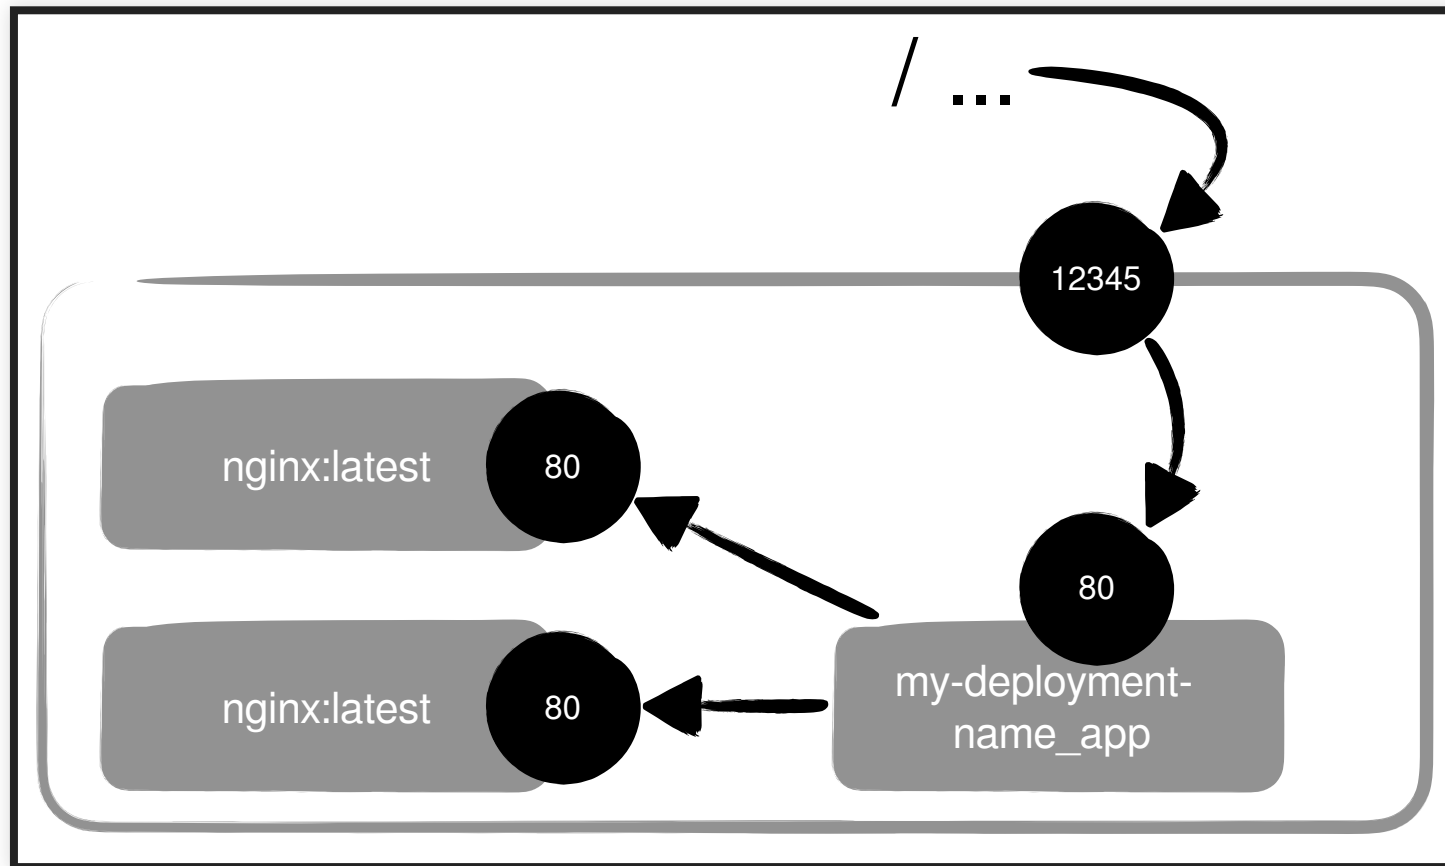 / ...
12345
nginx:latest
80
80
nginx:latest
80
my-deployment-
name_app